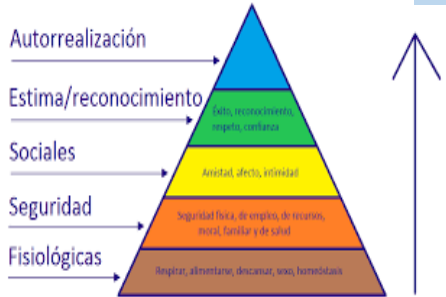 Autorrealización
Estima/reconocimiento
Éxito, reconocimiento,
respeto, confianza
Sociales
Amistad, afecto, intimidad
Seguridad
Seguridad física, de empleo, de recursos,
moral, familiar y de salud
Fisiológicas
Respirar, alimentarse, descansar, sexo, homeóstasis